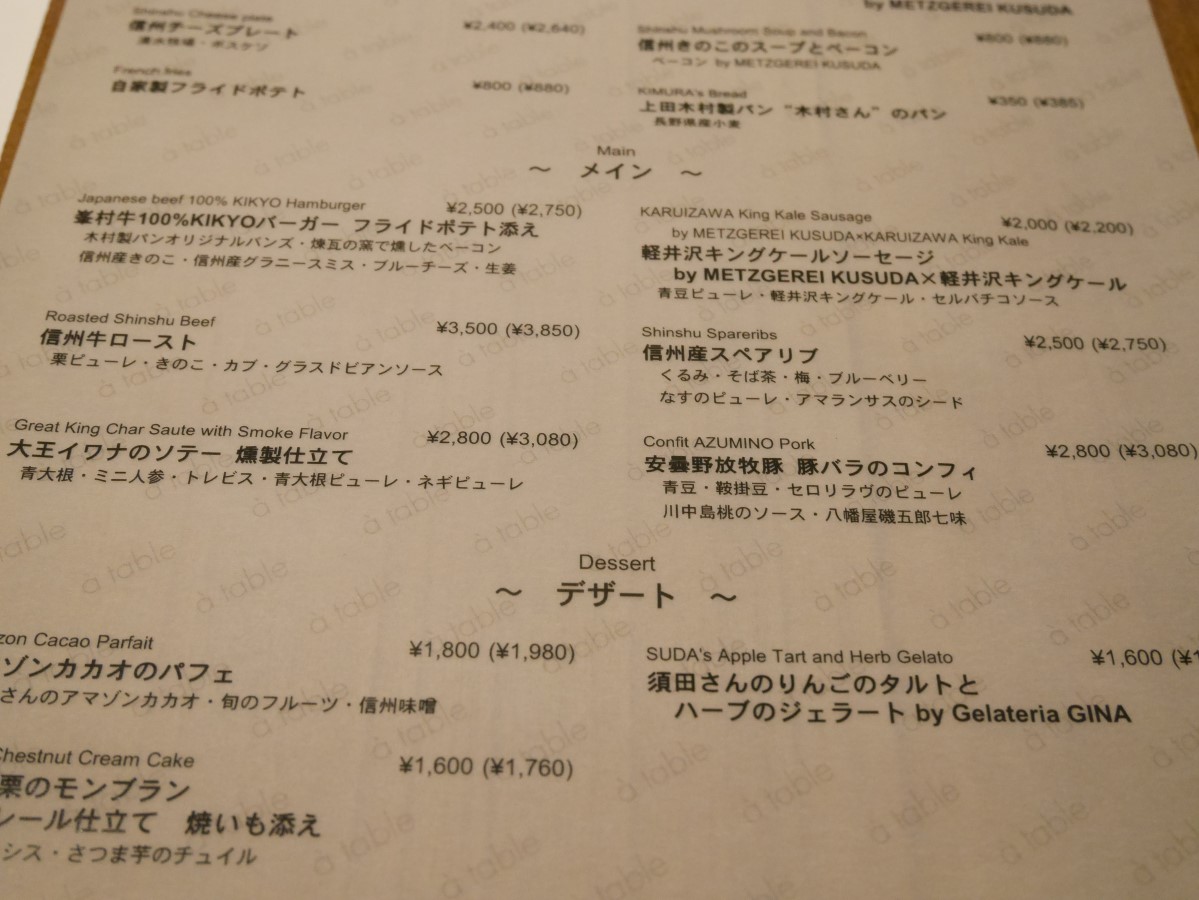 by METZGEREI KUSUDA
Shinshu Cheese plate
¥2,400 (¥2,640)
信州チーズプレート
清水牧場・ボスケソ
French fries
¥800 (¥880)
自家製フライドポテト
Shinshu Mushroom Soup and Bacon
¥800 (¥880)
信州きのこのスープとベーコン
ベーコン by METZGEREI KUSUDA
KIMURA's Bread
¥350 (¥385)
上田木村製パン “木村さん” のパン
長野県産小麦
Main
～ メイン ～
Japanese beef 100% KIKYO Hamburger
¥2,500 (¥2,750)
峯村牛100%KIKYOバーガー フライドポテト添え
木村製パンオリジナルバンズ・煉瓦の窯で燻したベーコン
信州産きのこ・信州産グラニースミス・ブルーチーズ・生姜
Roasted Shinshu Beef
¥3,500 (¥3,850)
信州牛ロースト
栗ピューレ・きのこ・カブ・グラスドビアンソース
Great King Char Saute with Smoke Flavor
¥2,800 (¥3,080)
大王イワナのソテー 燻製仕立て
青大根・ミニ人参・トレビス・青大根ピューレ・ネギピューレ
KARUIZAWA King Kale Sausage
¥2,000 (¥2,200)
by METZGEREI KUSUDA×KARUIZAWA King Kale
軽井沢キングケールソーセージ
by METZGEREI KUSUDA×軽井沢キングケール
青豆ピューレ・軽井沢キングケール・セルバチコソース
Shinshu Spareribs
¥2,500 (¥2,750)
信州産スペアリブ
くるみ・そば茶・梅・ブルーベリー
なすのピューレ・アマランサスのシード
Confit AZUMINO Pork
¥2,800 (¥3,080)
安曇野放牧豚 豚バラのコンフィ
青豆・鞍掛豆・セロリラヴのピューレ
川中島桃のソース・八幡屋磯五郎七味
Dessert
～ デザート ～
zon Cacao Parfait
¥1,800 (¥1,980)
ゾンカカオのパフェ
さんのアマゾンカカオ・旬のフルーツ・信州味噌
Chestnut Cream Cake
¥1,600 (¥1,760)
栗のモンブラン
レール仕立て 焼いも添え
シス・さつま芋のチュイル
SUDA's Apple Tart and Herb Gelato
¥1,600 (¥1
須田さんのりんごのタルトと
ハーブのジェラート by Gelateria GINA
à table